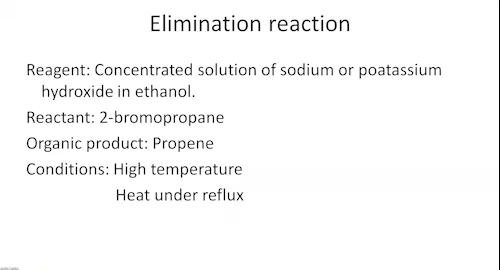 Elimination reaction
Reagent: Concentrated solution of sodium or poatassium
hydroxide in ethanol.
Reactant: 2-bromopropane
Organic product: Propene
Conditions: High temperature
Heat under reflux